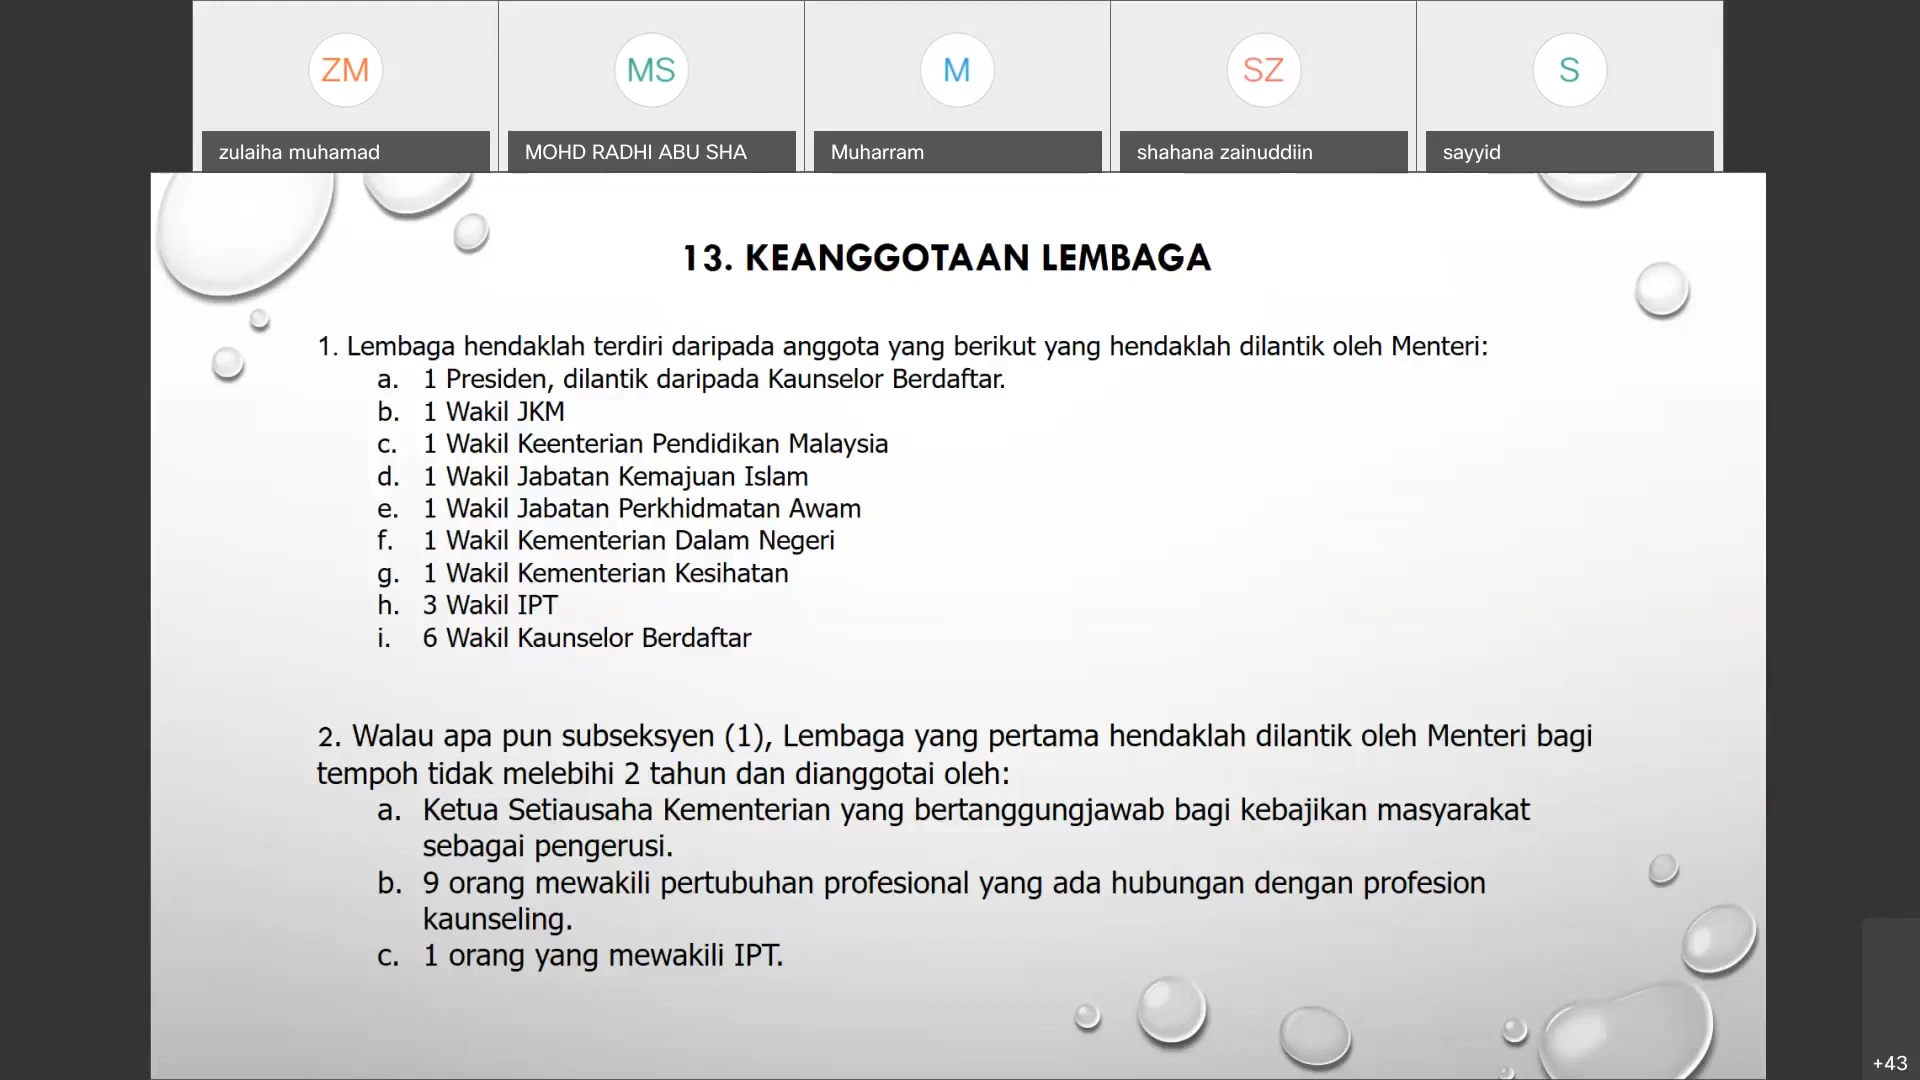 ZM
MS
M
SZ
S
zulaiha muhamad
MOHD RADHI ABU SHA
Muharram
shahana zainuddiin
sayyid
13. KEANGGOTAAN LEMBAGA
1. Lembaga hendaklah terdiri daripada anggota yang berikut yang hendaklah dilantik oleh Menteri:
a. 1 Presiden, dilantik daripada Kaunselor Berdaftar.
b. 1 Wakil JKM
c. 1 Wakil Keenterian Pendidikan Malaysia
d. 1 Wakil Jabatan Kemajuan Islam
e. 1 Wakil Jabatan Perkhidmatan Awam
f. 1 Wakil Kementerian Dalam Negeri
g. 1 Wakil Kementerian Kesihatan
h. 3 Wakil IPT
i. 6 Wakil Kaunselor Berdaftar
2. Walau apa pun subseksyen (1), Lembaga yang pertama hendaklah dilantik oleh Menteri bagi
tempoh tidak melebihi 2 tahun dan dianggotai oleh:
a. Ketua Setiausaha Kementerian yang bertanggungjawab bagi kebajikan masyarakat
sebagai pengerusi.
b. 9 orang mewakili pertubuhan profesional yang ada hubungan dengan profesion
kaunseling.
c. 1 orang yang mewakili IPT.
+43